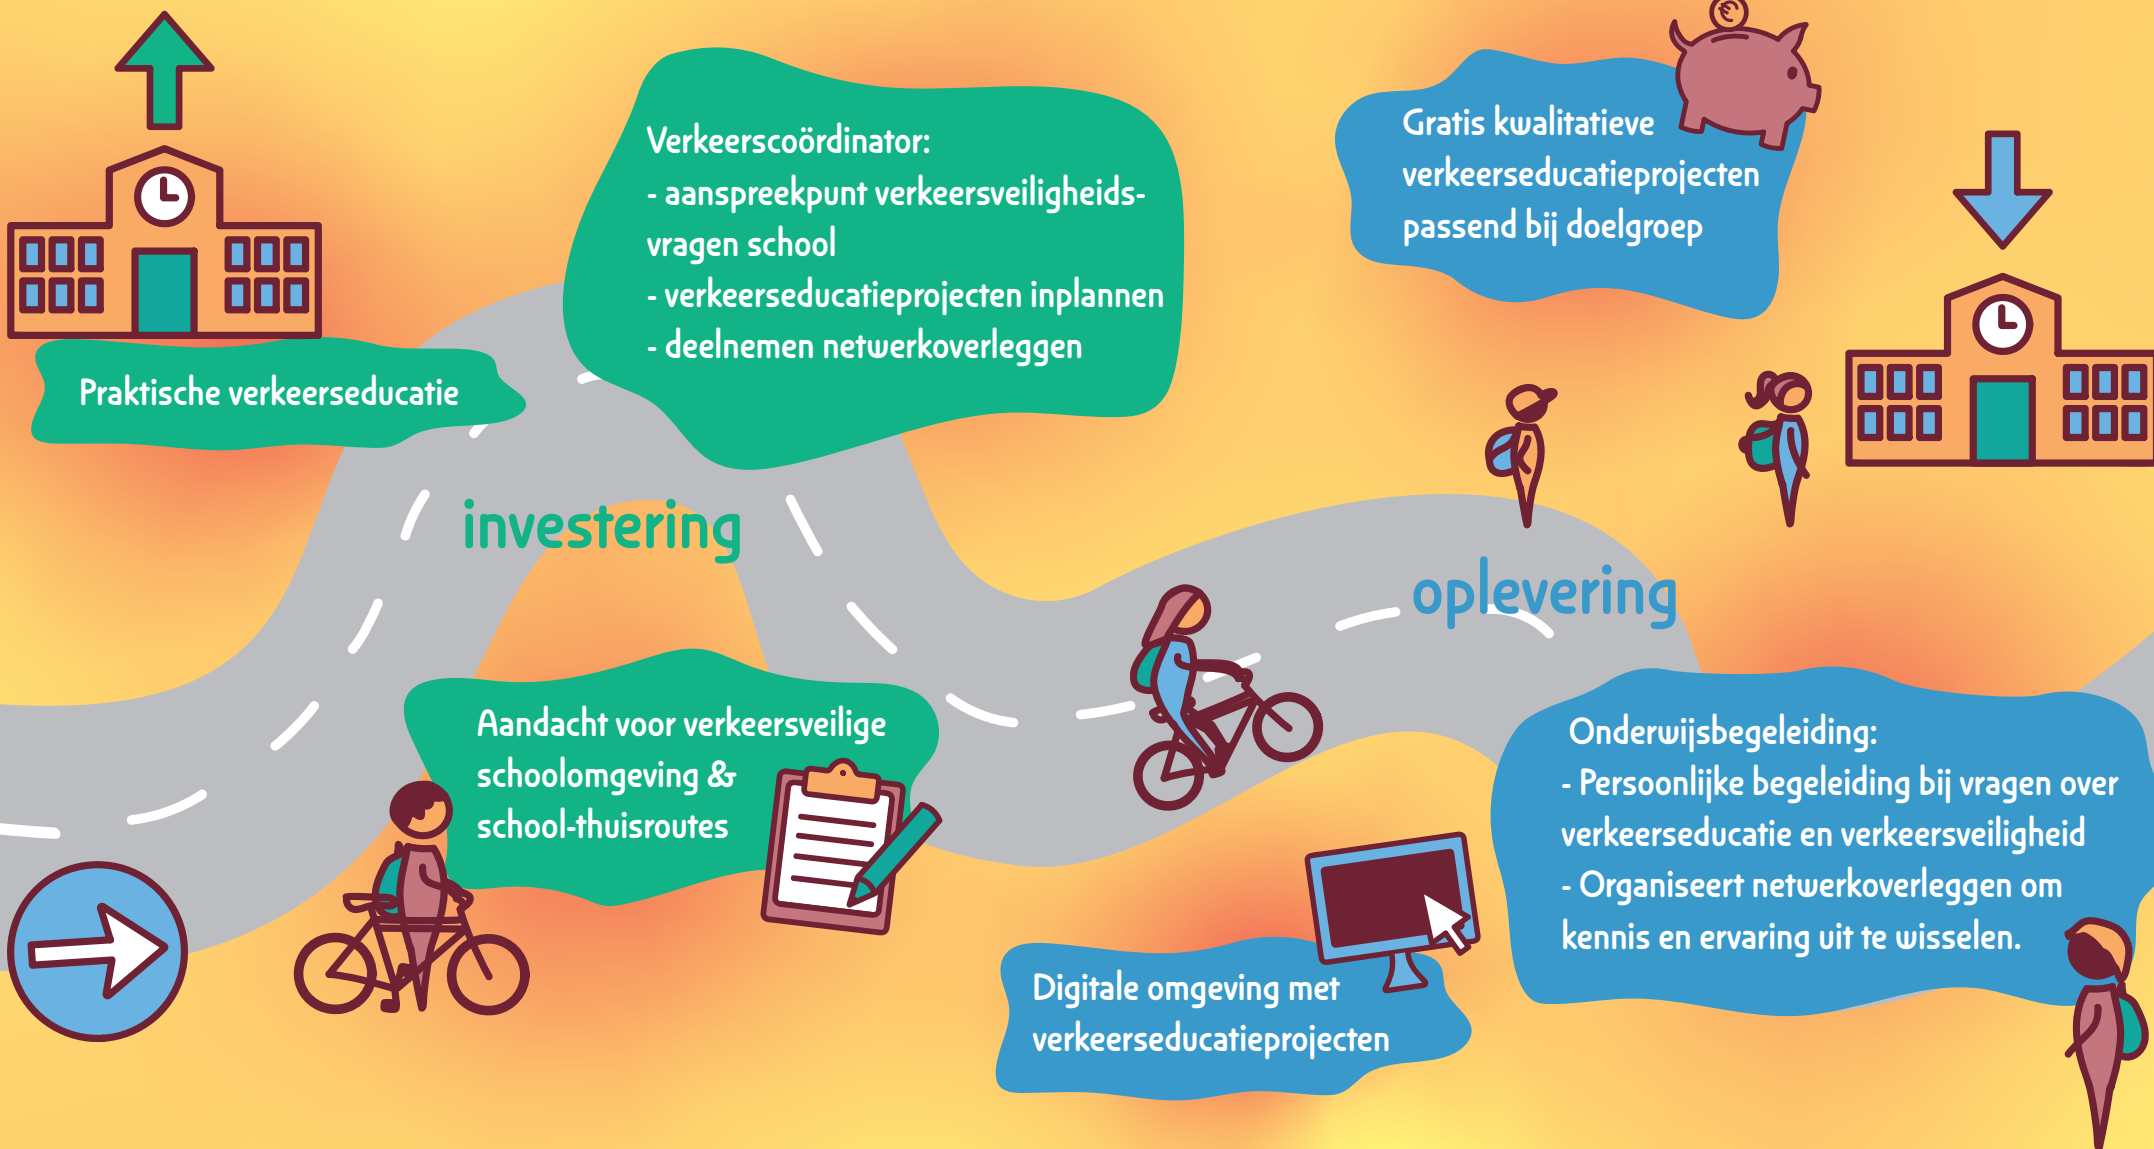 Praktische verkeerseducatie
Verkeerscoördinator:
- aanspreekpunt verkeersveiligheids-
vragen school
- verkeerseducatieprojecten inplannen
- deelnemen netwerkoverleggen
investering
Aandacht voor verkeersveilige
schoolomgeving &
school-thuisroutes
Gratis kwalitatieve
verkeerseducatieprojecten
passend bij doelgroep
€
oplevering
Onderwijsbegeleiding:
- Persoonlijke begeleiding bij vragen over
verkeerseducatie en verkeersveiligheid
- Organiseert netwerkoverleggen om
kennis en ervaring uit te wisselen.
Digitale omgeving met
verkeerseducatieprojecten